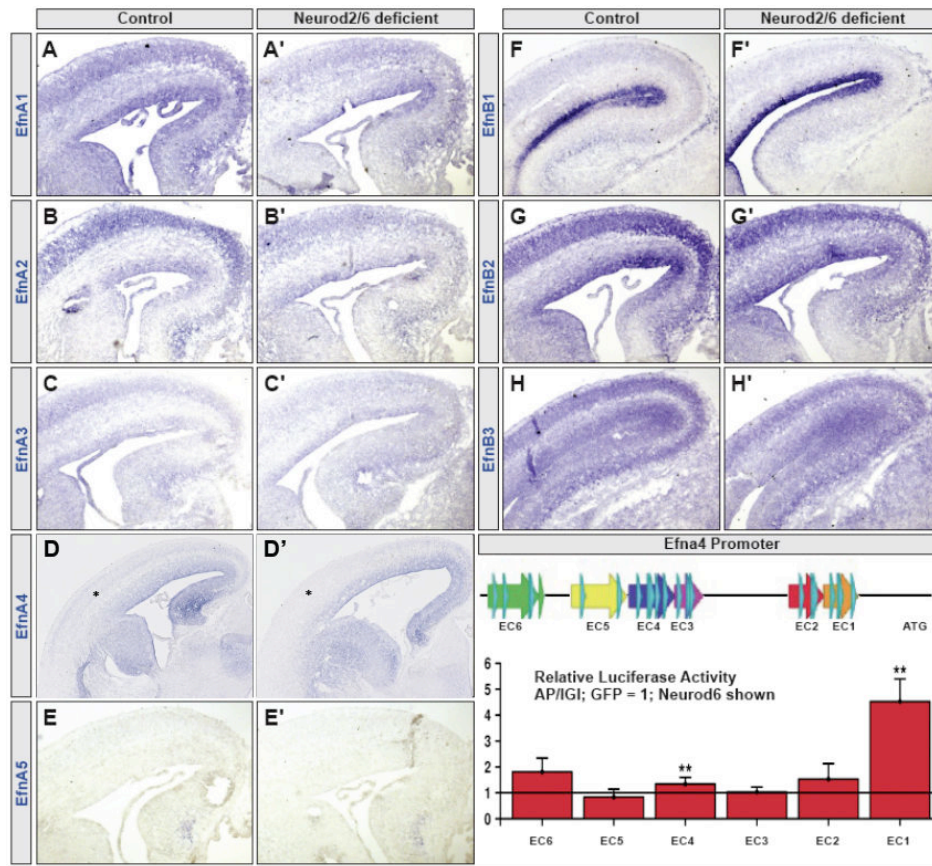 Control
Neurod2/6 deficient
Control
Neurod2/6 deficient
EfnA1
A
A'
EfnB1
F
F'
EfnA2
B
B'
EfnB2
G
G'
EfnA3
C
C'
EfnB3
H
H'
EfnA4
D
D'
*
*
Efna4 Promoter
EC6
EC5
EC4
EC3
EC2
EC1
ATG
EfnA5
E
E'
Relative Luciferase Activity
AP/IGI; GFP = 1; Neurod6 shown
6
5
4
3
2
1
0
**
**
EC6
EC5
EC4
EC3
EC2
EC1